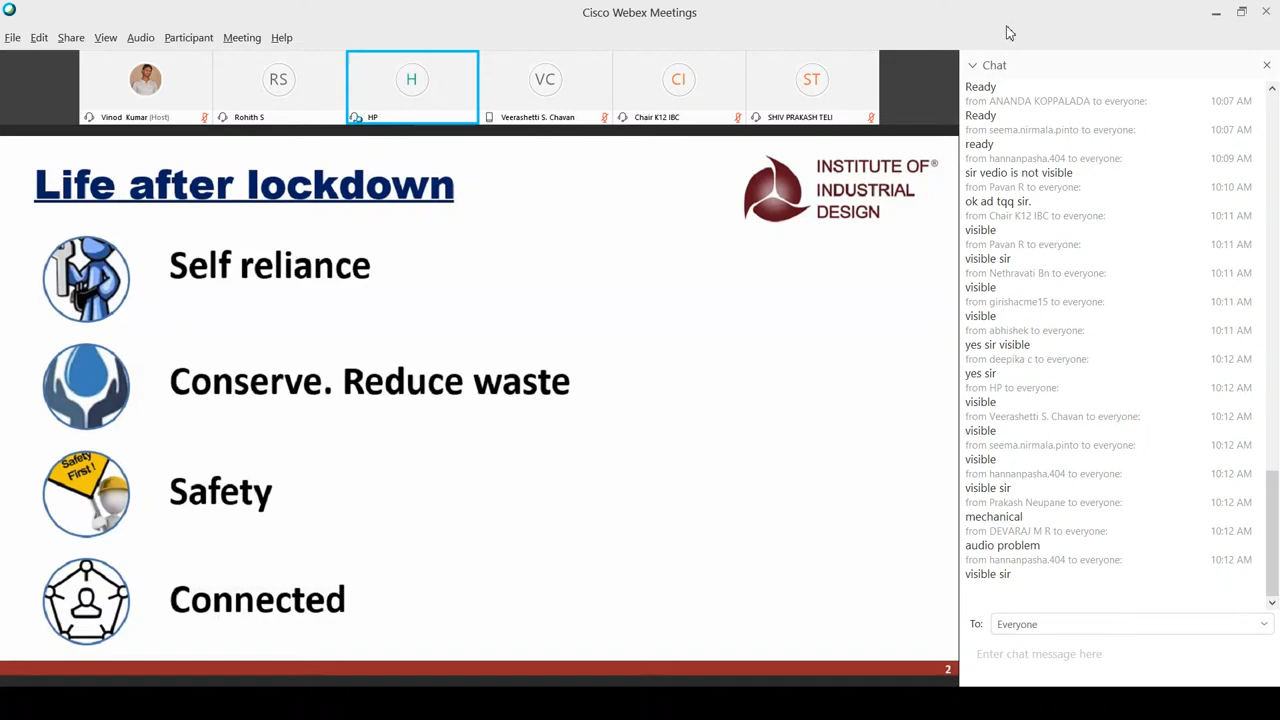 Cisco Webex Meetings
File Edit Share View Audio Participant Meeting Help
RS H VC CI ST
Vinod Kumar (Host) Rohith S HP Veerashetti S. Chavan Chair K12 IBC SHIV PRAKASH TELI
Life after lockdown
INSTITUTE OF®
INDUSTRIAL
DESIGN
Self reliance
Conserve. Reduce waste
Safety
First!
Safety
Connected
2
Chat
Ready
from ANANDA KOPPALADA to everyone: 10:07 AM
Ready
from seema.nirmala.pinto to everyone: 10:07 AM
ready
from hannanpasha.404 to everyone: 10:09 AM
sir vedio is not visible
from Pavan R to everyone: 10:10 AM
ok ad tqq sir.
from Chair K12 IBC to everyone: 10:11 AM
visible
from Pavan R to everyone: 10:11 AM
visible sir
from Nethravati Bn to everyone: 10:11 AM
visible
from girishacme15 to everyone: 10:11 AM
visible
from abhishek to everyone: 10:11 AM
yes sir visible
from deepika c to everyone: 10:12 AM
yes sir
from HP to everyone: 10:12 AM
visible
from Veerashetti S. Chavan to everyone: 10:12 AM
visible
from seema.nirmala.pinto to everyone: 10:12 AM
visible
from hannanpasha.404 to everyone: 10:12 AM
visible sir
from Prakash Neupane to everyone: 10:12 AM
mechanical
from DEVARAJ M R to everyone: 10:12 AM
audio problem
from hannanpasha.404 to everyone: 10:12 AM
visible sir
To: Everyone
Enter chat message here